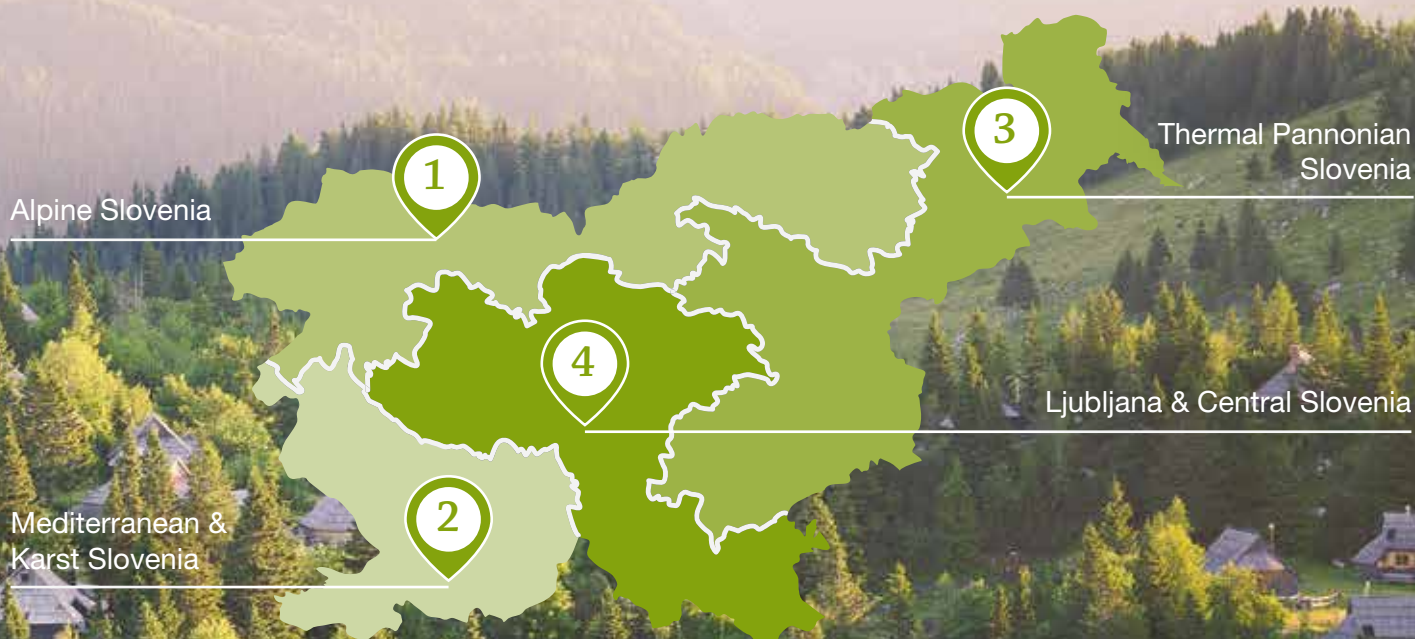 1
3
Thermal Pannonian
Slovenia
Alpine Slovenia
4
Ljubljana & Central Slovenia
2
Mediterranean &
Karst Slovenia